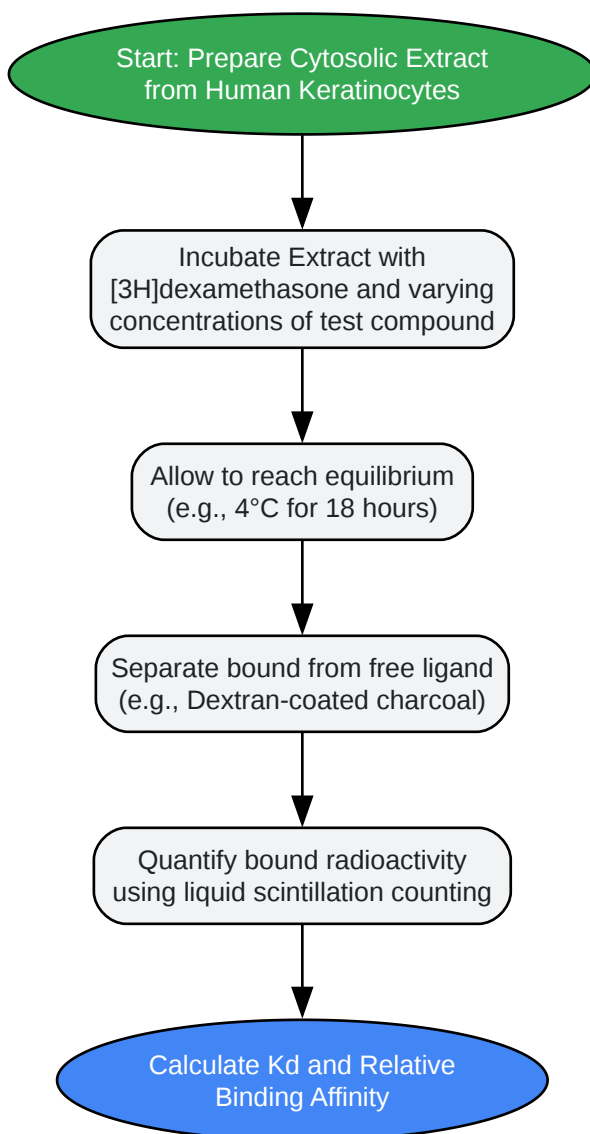 Start: Prepare Cytosolic Extract
from Human Keratinocytes
Incubate Extract with
[3H]dexamethasone and varying
concentrations of test compound
Allow to reach equilibrium
(e.g., 4°C for 18 hours)
Separate bound from free ligand
(e.g., Dextran-coated charcoal)
Quantify bound radioactivity
using liquid scintillation counting
Calculate Kd and Relative
Binding Affinity